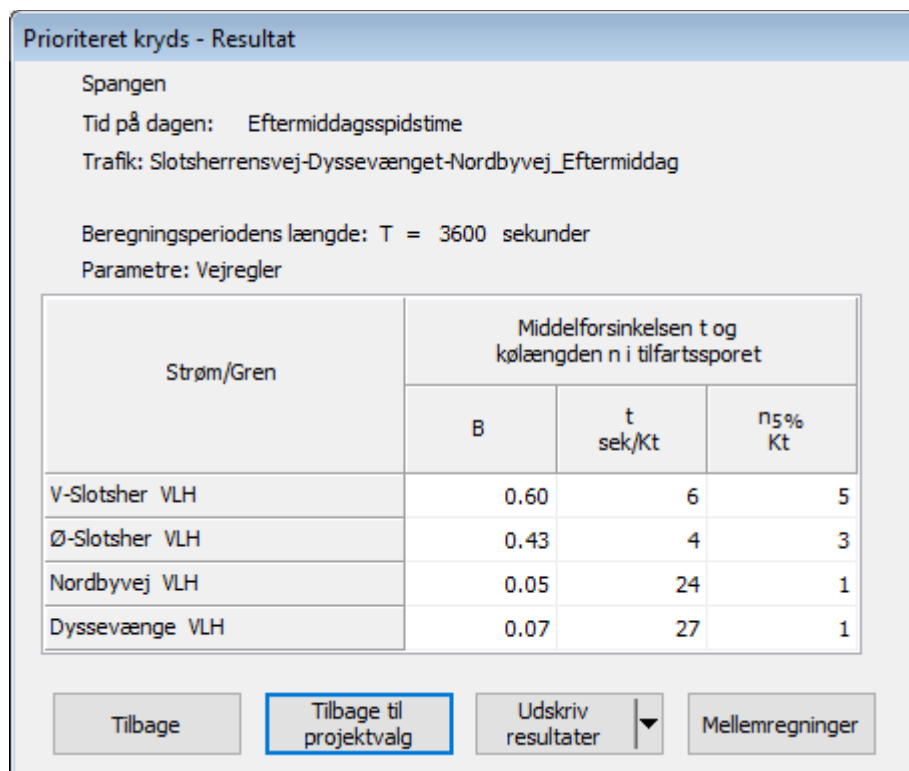 Prioriteret kryds - Resultat
Spangen
Tid på dagen: Eftermiddagsspidstime
Trafik: Slotsherrensvej-Dyssevænget-Nordbyvej_Eftermiddag
Beregningsperiodens længde: T = 3600 sekunder
Parametre: Vejregler
Strøm/Gren
Middelforsinkelsen t og
kølængden n i tilfartssporet
B
t
sek/Kt
n5%
Kt
V-Slotsher VLH 0.60 6 5
Ø-Slotsher VLH 0.43 4 3
Nordbyvej VLH 0.05 24 1
Dyssevænge VLH 0.07 27 1
Tilbage
Tilbage til
projektvalg
Udskriv
resultater
Mellemregninger